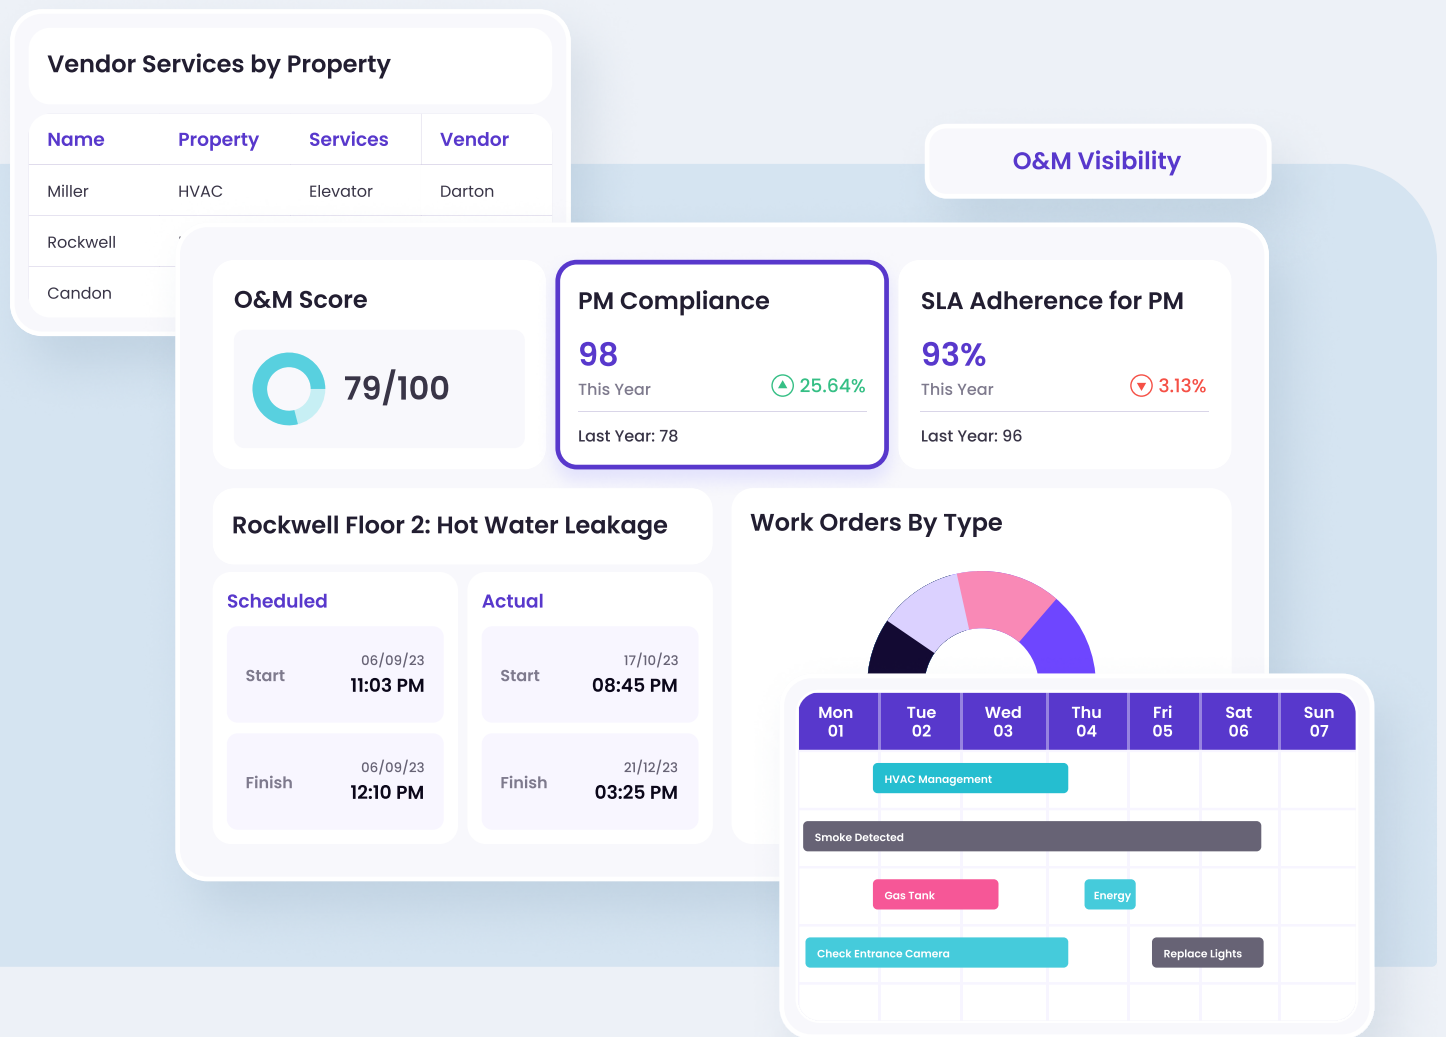 Vendor Services by Property
Name Property Services Vendor
Miller HVAC Elevator Darton
Rockwell
Candon
O&M Visibility
O&M Score
79/100
PM Compliance
98
This Year 25.64%
Last Year: 78
SLA Adherence for PM
93%
This Year 3.13%
Last Year: 96
Rockwell Floor 2: Hot Water Leakage
Scheduled
Start 06/09/23
11:03 PM
Finish 06/09/23
12:10 PM
Actual
Start 17/10/23
08:45 PM
Finish 21/12/23
03:25 PM
Work Orders By Type
Mon Tue Wed Thu Fri Sat Sun
01 02 03 04 05 06 07
HVAC Management
Smoke Detected
Gas Tank Energy
Check Entrance Camera Replace Lights